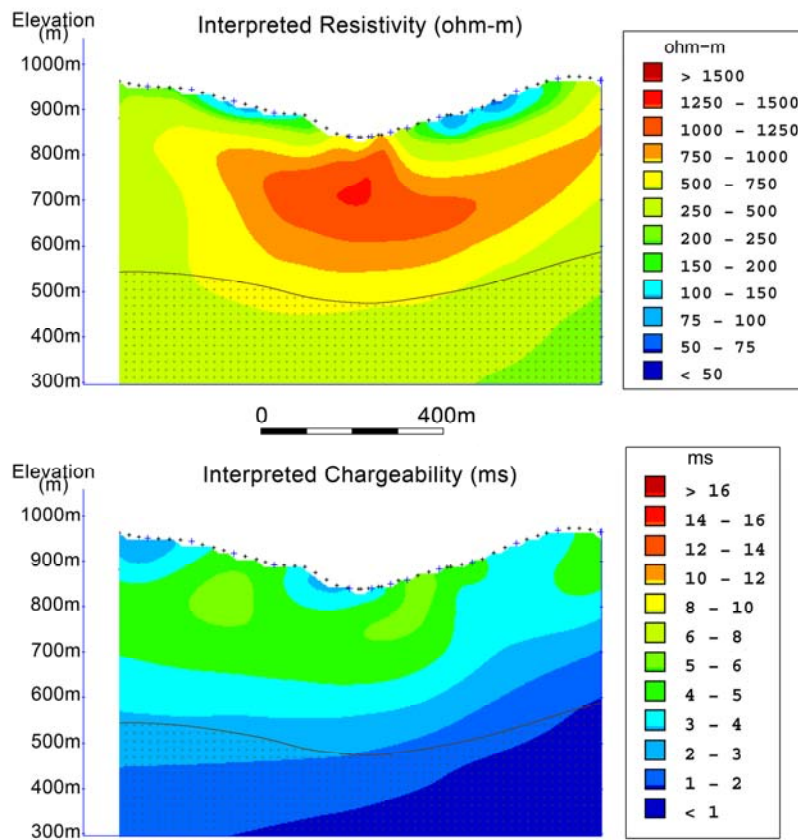 Elevation
(m)
Interpreted Resistivity (ohm-m)
1000m
900m
800m
700m
600m
500m
400m
300m
ohm-m
> 1500
1250 - 1500
1000 - 1250
750 - 1000
500 - 750
250 - 500
200 - 250
150 - 200
100 - 150
75 - 100
50 - 75
< 50
0 400m
Elevation
(m)
Interpreted Chargeability (ms)
1000m
900m
800m
700m
600m
500m
400m
300m
ms
> 16
14 - 16
12 - 14
10 - 12
8 - 10
6 - 8
5 - 6
4 - 5
3 - 4
2 - 3
1 - 2
< 1